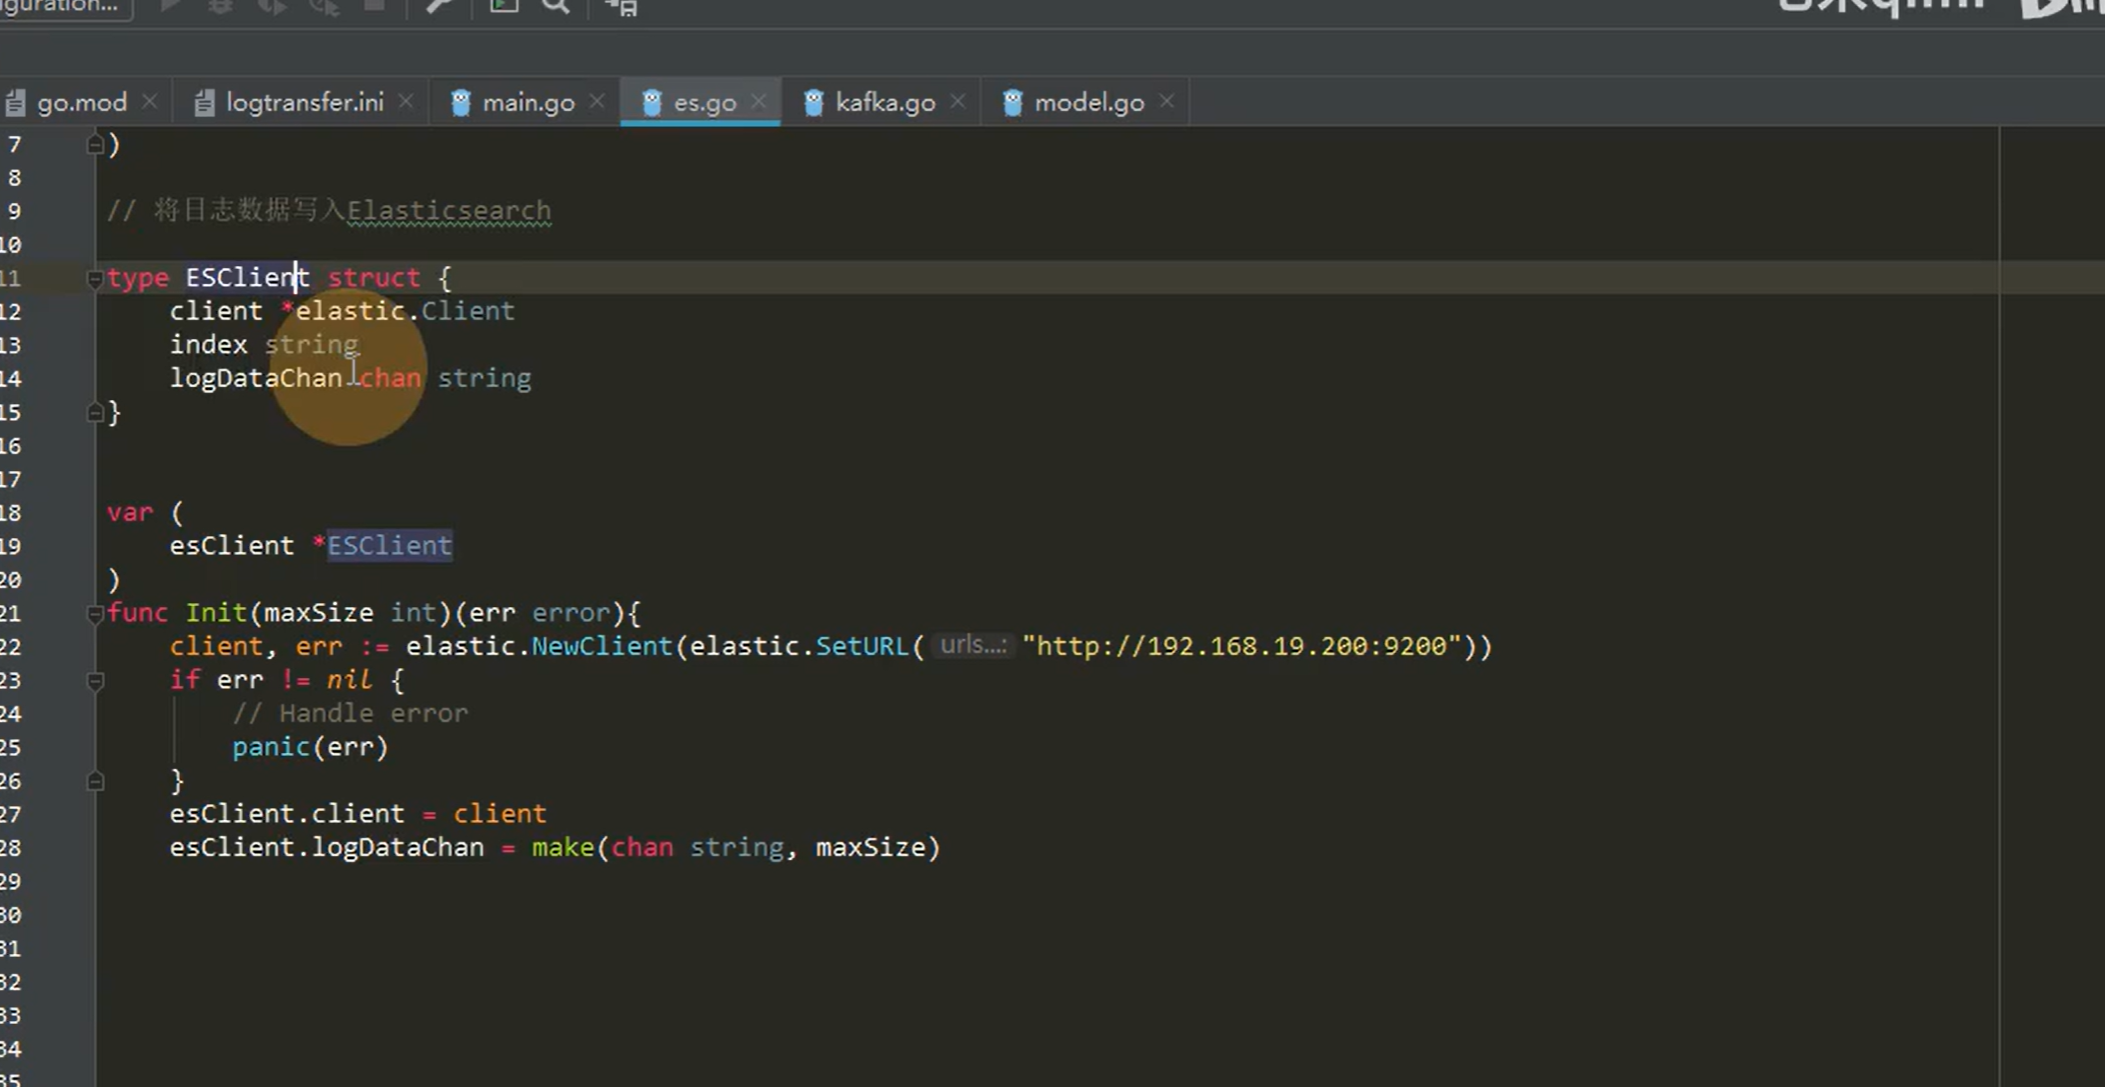 go.mod logtransfer.ini main.go es.go kafka.go model.go
7 )
8
9 // 将目志数据写入Elasticsearch
10
11 type ESClient struct {
12 client *elastic.Client
13 index string
14 logDataChan chan string
15 }
16
17
18 var (
19 esClient *ESClient
20 )
21 func Init(maxSize int)(err error){
22 client, err := elastic.NewClient(elastic.SetURL( urls...: "http://192.168.19.200:9200"))
23 if err != nil {
24 // Handle error
25 panic(err)
26 }
27 esClient.client = client
28 esClient.logDataChan = make(chan string, maxSize)
29
30
31
32
33
34
35